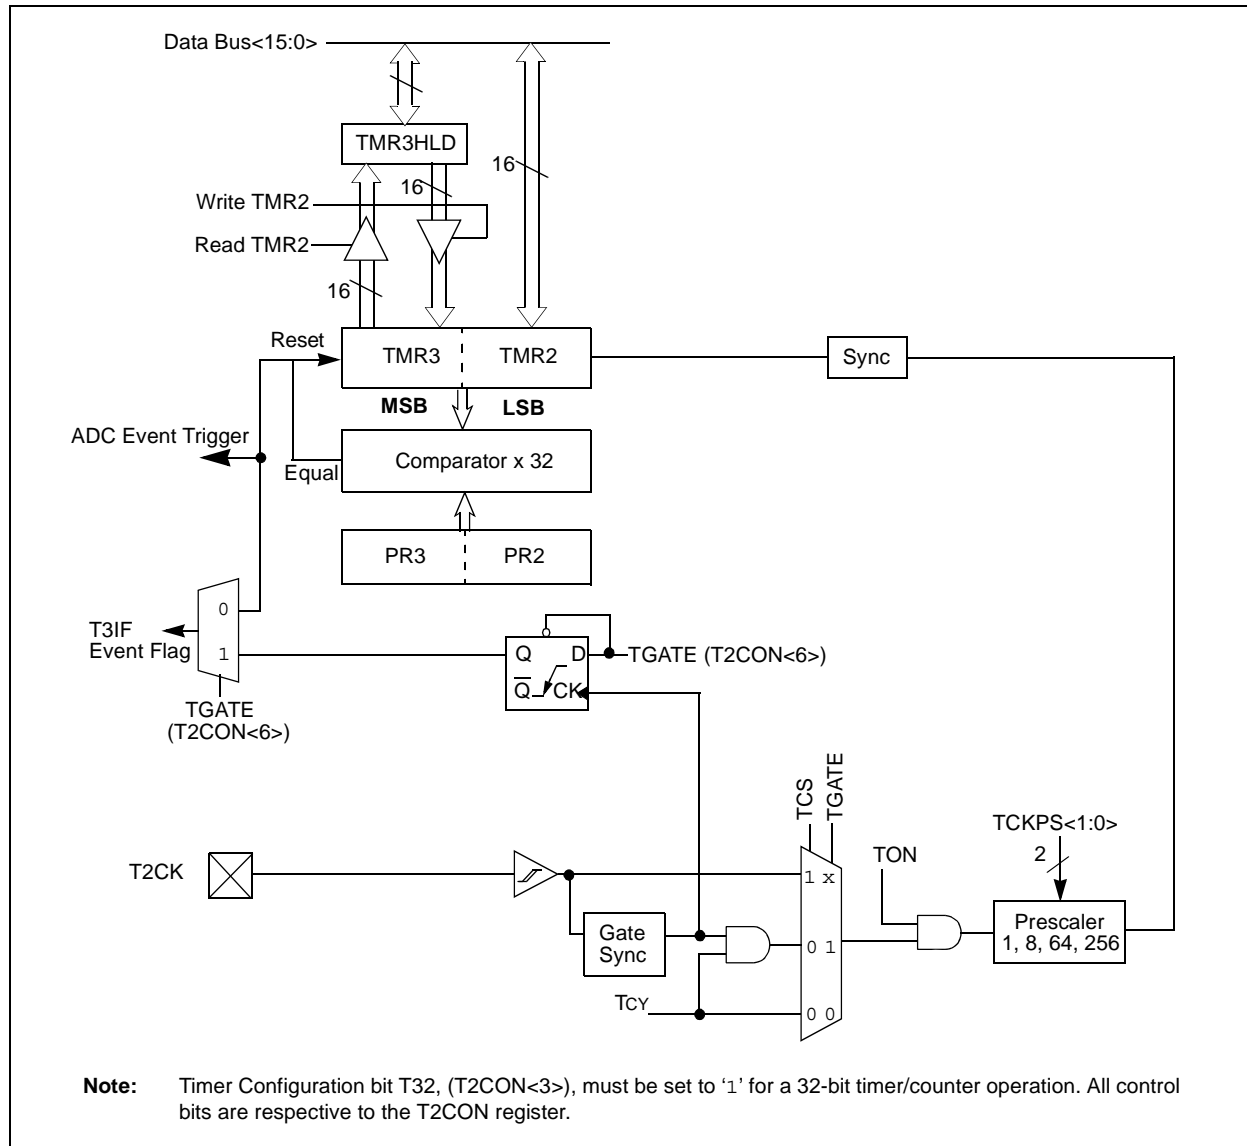 Data Bus<15:0>
TMR3HLD
16
16
Write TMR2
Read TMR2
16
Reset
TMR3
TMR2
Sync
MSB
LSB
ADC Event Trigger
Equal
Comparator x 32
PR3
PR2
0
T3IF
Event Flag
1
Q
D
TGATE (T2CON<6>)
Q
CK
TGATE
(T2CON<6>)
TCS
TGATE
TCKPS<1:0>
2
TON
T2CK
1 x
Gate
Sync
0 1
Prescaler
1, 8, 64, 256
TCY
0 0
Note: Timer Configuration bit T32, (T2CON<3>), must be set to ‘1’ for a 32-bit timer/counter operation. All control
bits are respective to the T2CON register.